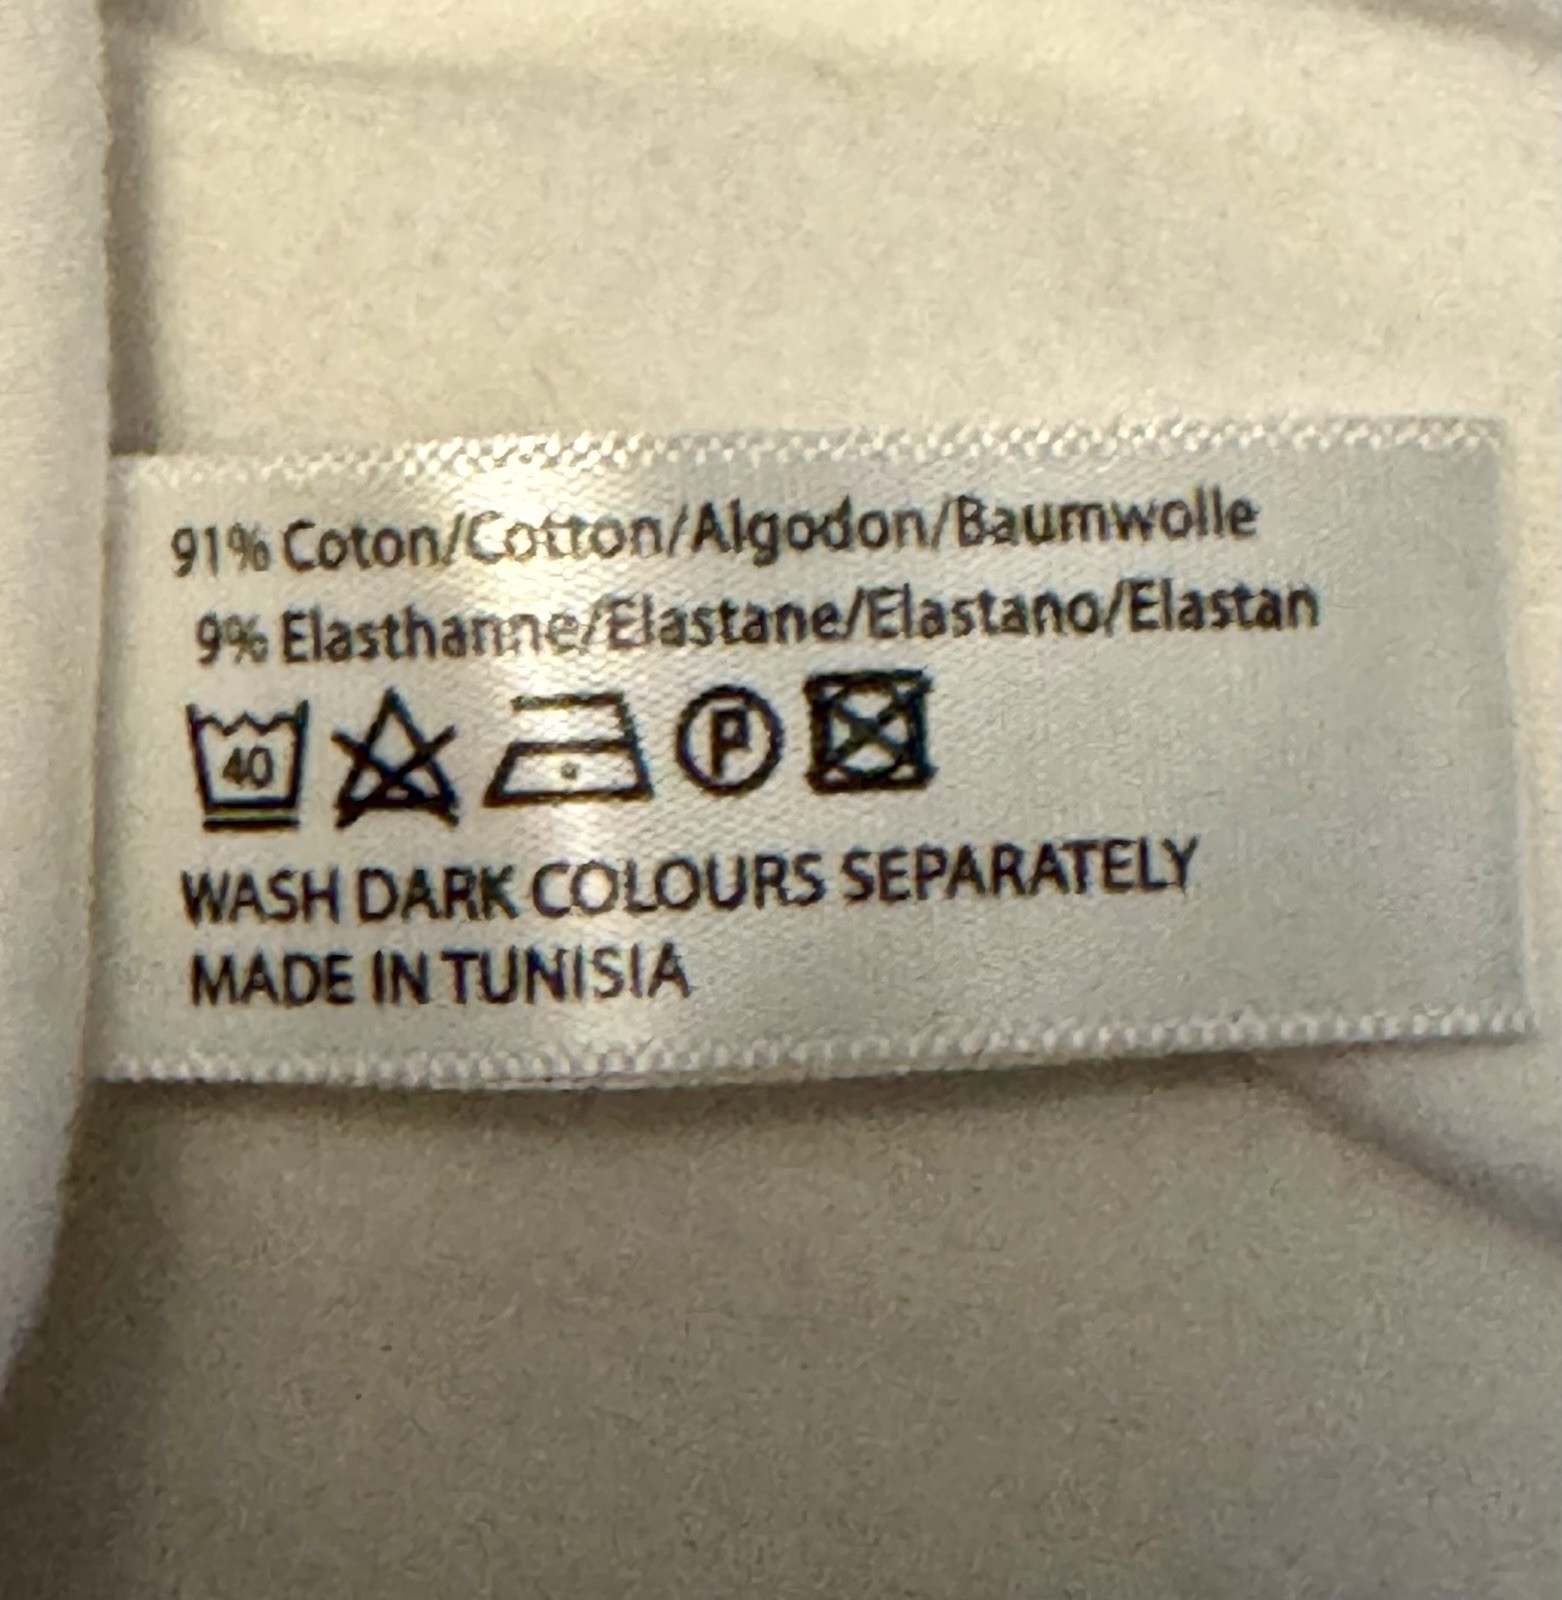 91% Coton/Cotton/Algodon/Baumwolle
9% Elasthanne/Elastane/Elastano/Elastan
40 P
WASH DARK COLOURS SEPARATELY
MADE IN TUNISIA